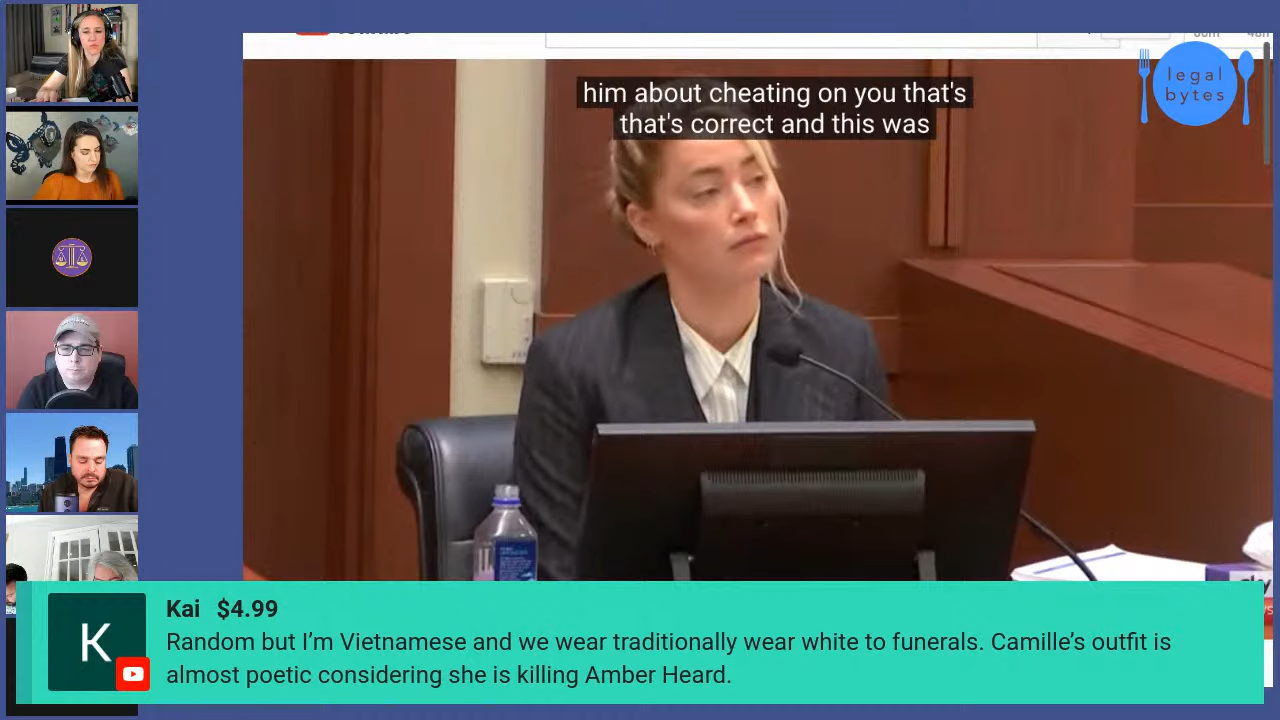 him about cheating on you that's
that's correct and this was
legal
bytes
Kai $4.99
Random but I'm Vietnamese and we wear traditionally wear white to funerals. Camille's outfit is
almost poetic considering she is killing Amber Heard.
K
sky